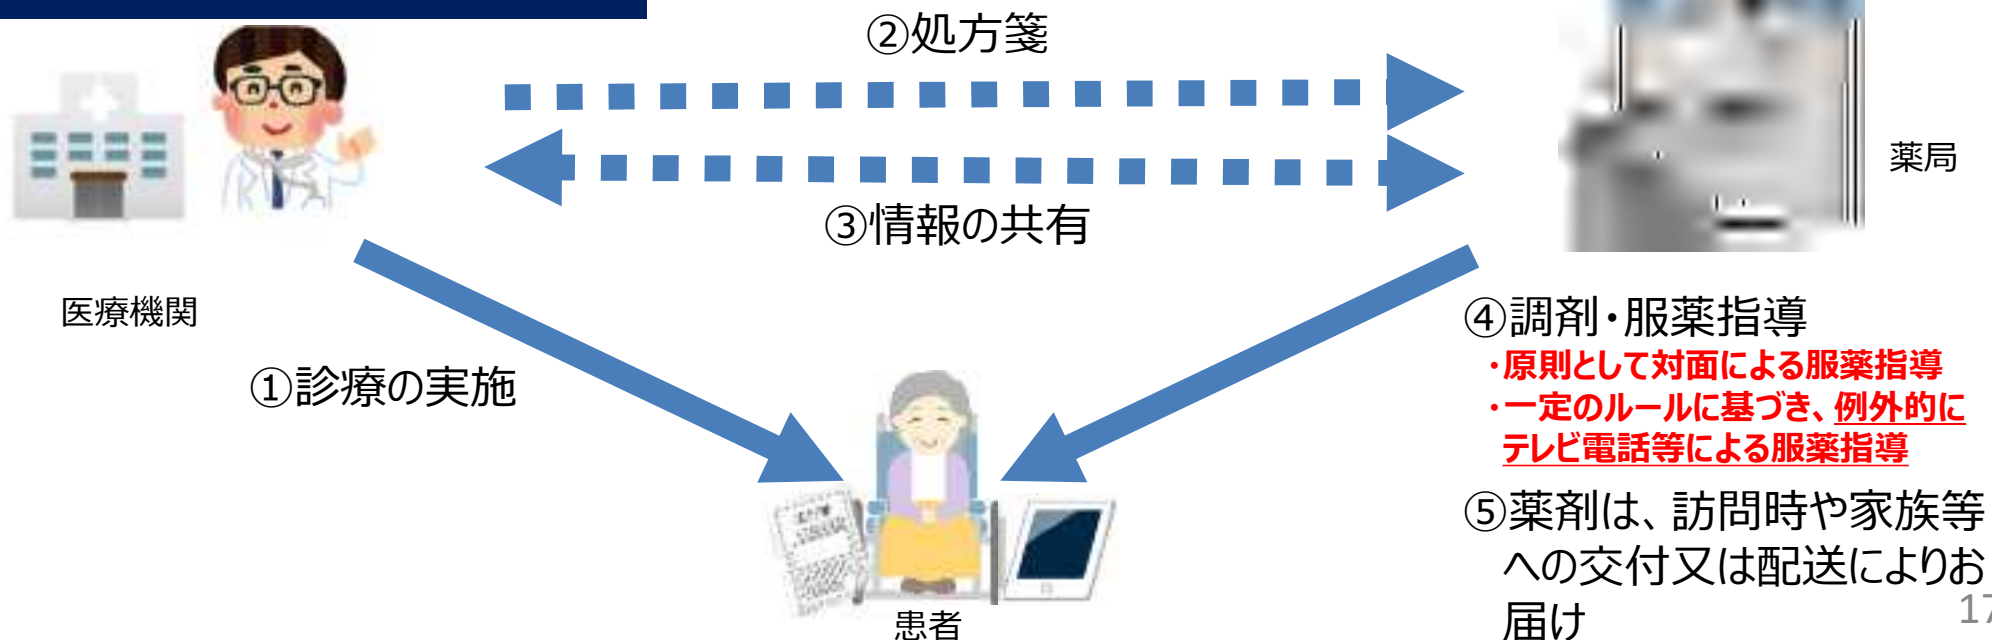 ②処方箋
薬局
③情報の共有
医療機関
①診療の実施
④調剤・服薬指導
・原則として対面による服薬指導
・一定のルールに基づき、例外的に
テレビ電話等による服薬指導
⑤薬剤は、訪問時や家族等
への交付又は配送によりお
届け
患者
17